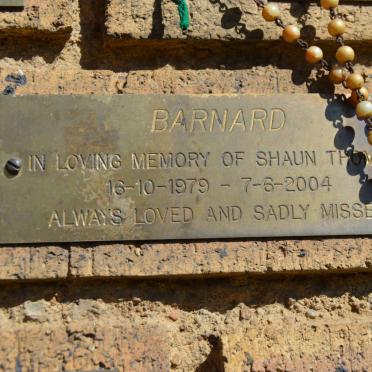 BARNARD
IN LOVING MEMORY OF SHAUN
16-10-1979 - 7-6-2004
ALWAYS LOVED AND SADLY